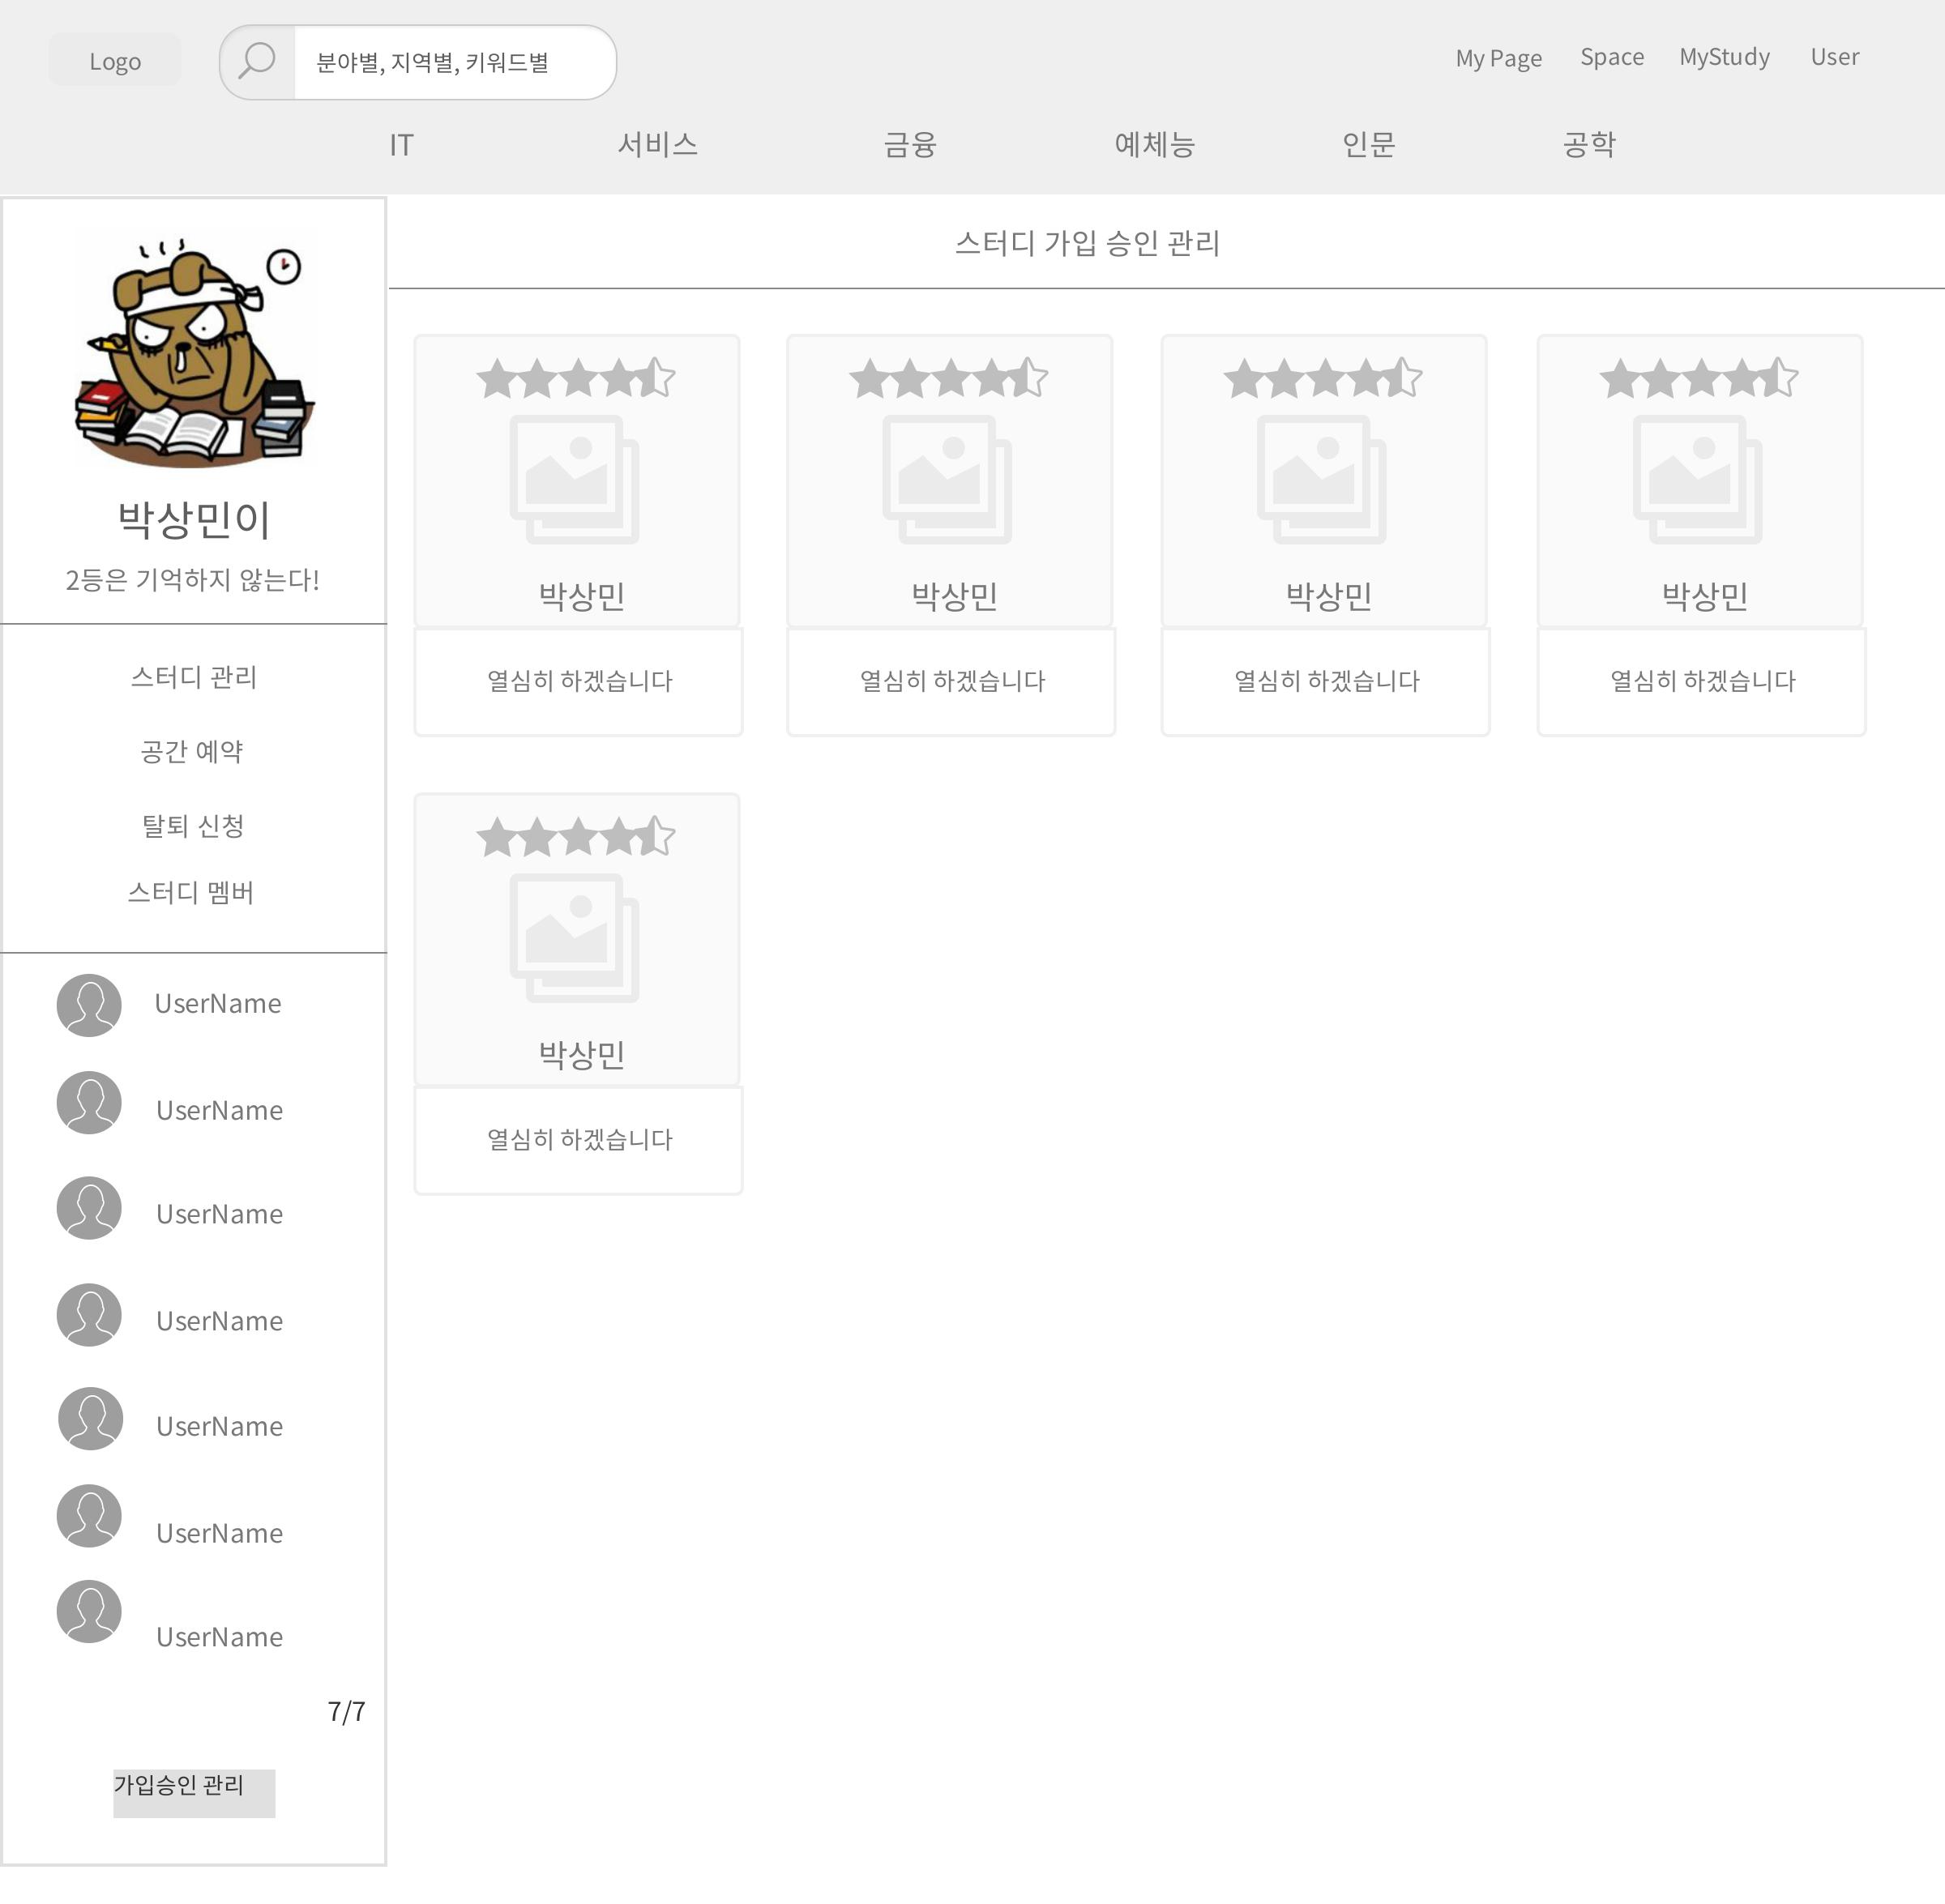 Logo
분야별, 지역별, 키워드별
My Page Space MyStudy User
IT 서비스 금융 예체능 인문 공학
박상민이
2등은 기억하지 않는다!
스터디 관리
공간 예약
탈퇴 신청
스터디 멤버
UserName
UserName
UserName
UserName
UserName
UserName
UserName
7/7
가입승인 관리
스터디 가입 승인 관리
박상민 박상민 박상민 박상민
열심히 하겠습니다 열심히 하겠습니다 열심히 하겠습니다 열심히 하겠습니다
박상민
열심히 하겠습니다